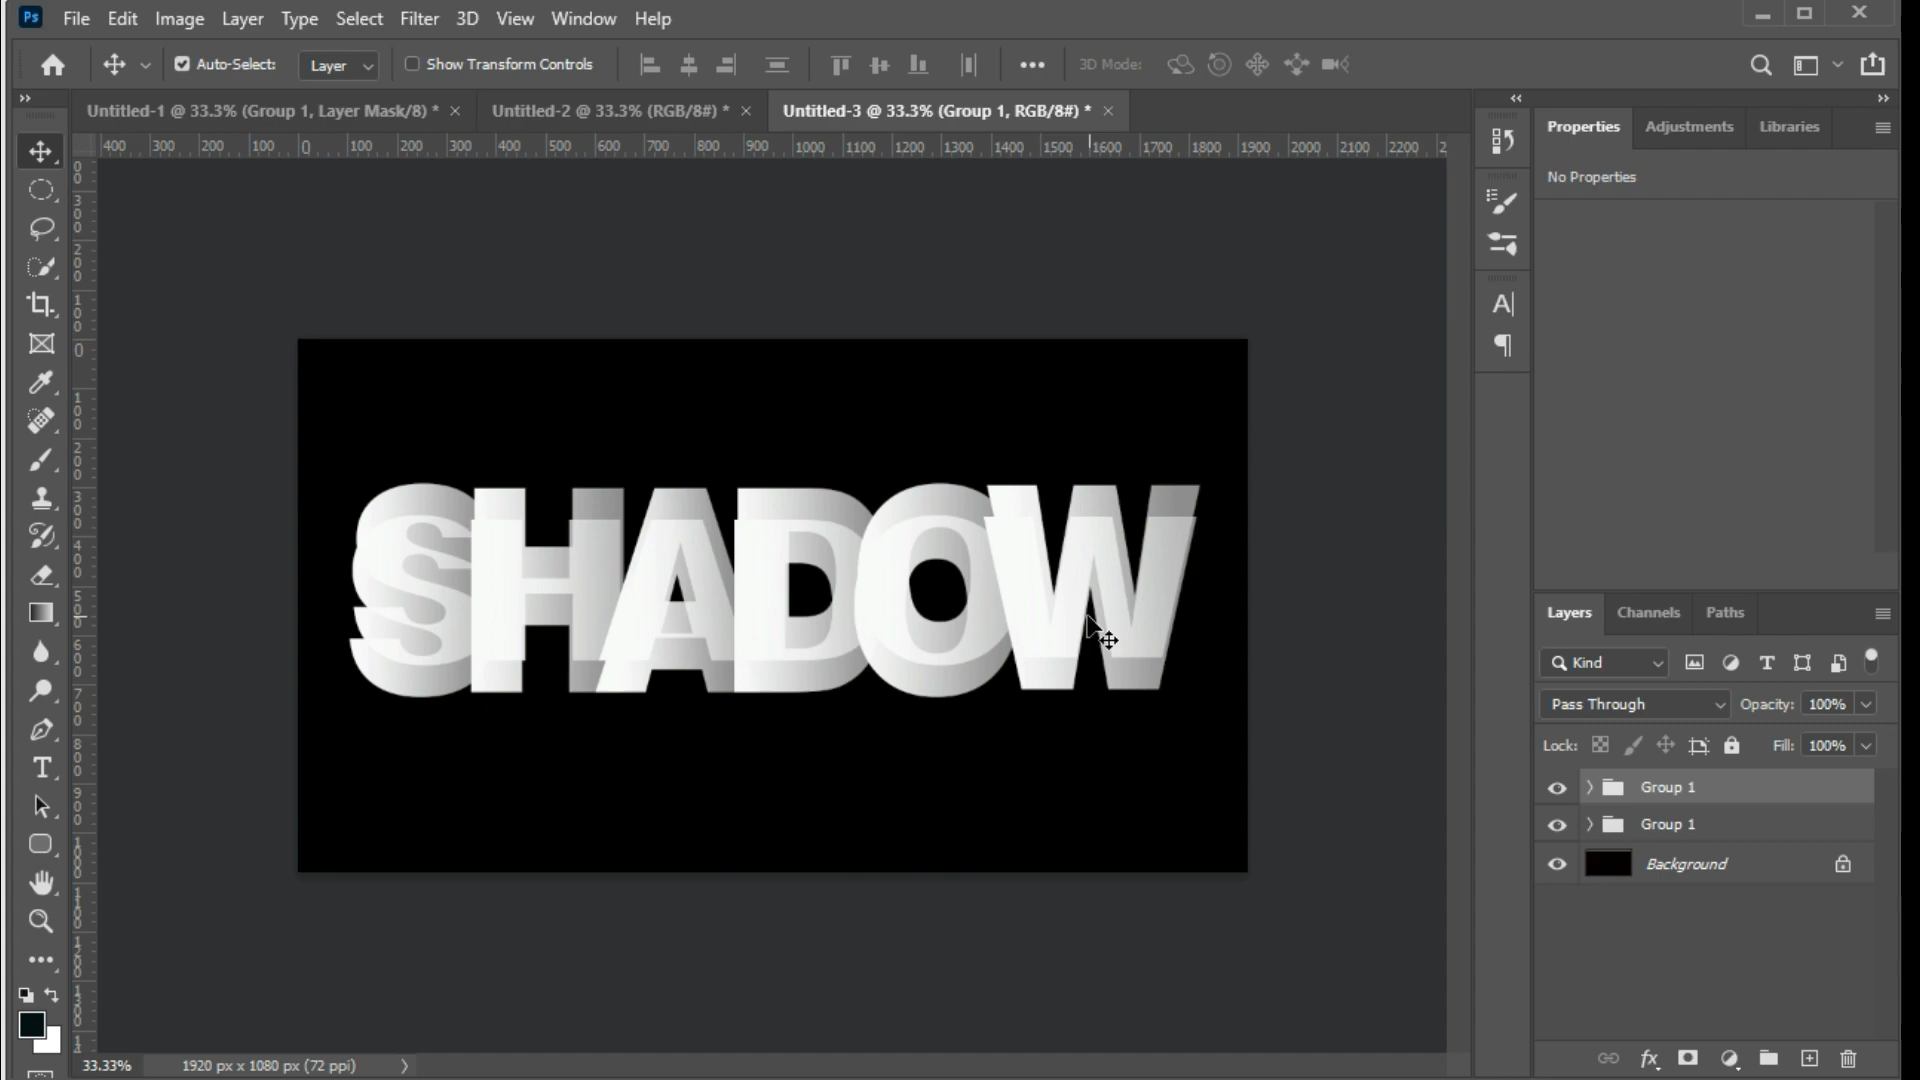 Ps File Edit Image Layer Type Select Filter 3D View Window Help
Auto-Select: Layer Show Transform Controls 3D Mode:
Untitled-1 @ 33.3% (Group 1, Layer Mask/8) * × Untitled-2 @ 33.3% (RGB/8#) * × Untitled-3 @ 33.3% (Group 1, RGB/8#) * ×
400 300 200 100 0 100 200 300 400 500 600 700 800 900 1000 1100 1200 1300 1400 1500 1600 1700 1800 1900 2000 2100 2200 2
Properties Adjustments Libraries
No Properties
SHADOW
Layers Channels Paths
Kind
Pass Through Opacity: 100%
Lock: Fill: 100%
Group 1
Group 1
Background
33.33% 1920 px x 1080 px (72 ppi)